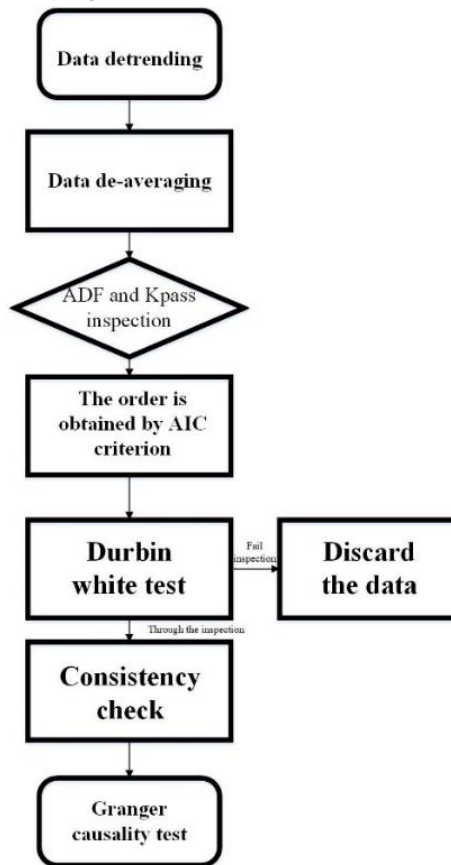 Data detrending
Data de-averaging
ADF and Kpass
inspection
The order is
obtained by AIC
criterion
Durbin
white test
Fail
inspection
Discard
the data
Through the inspection
Consistency
check
Granger
causality test